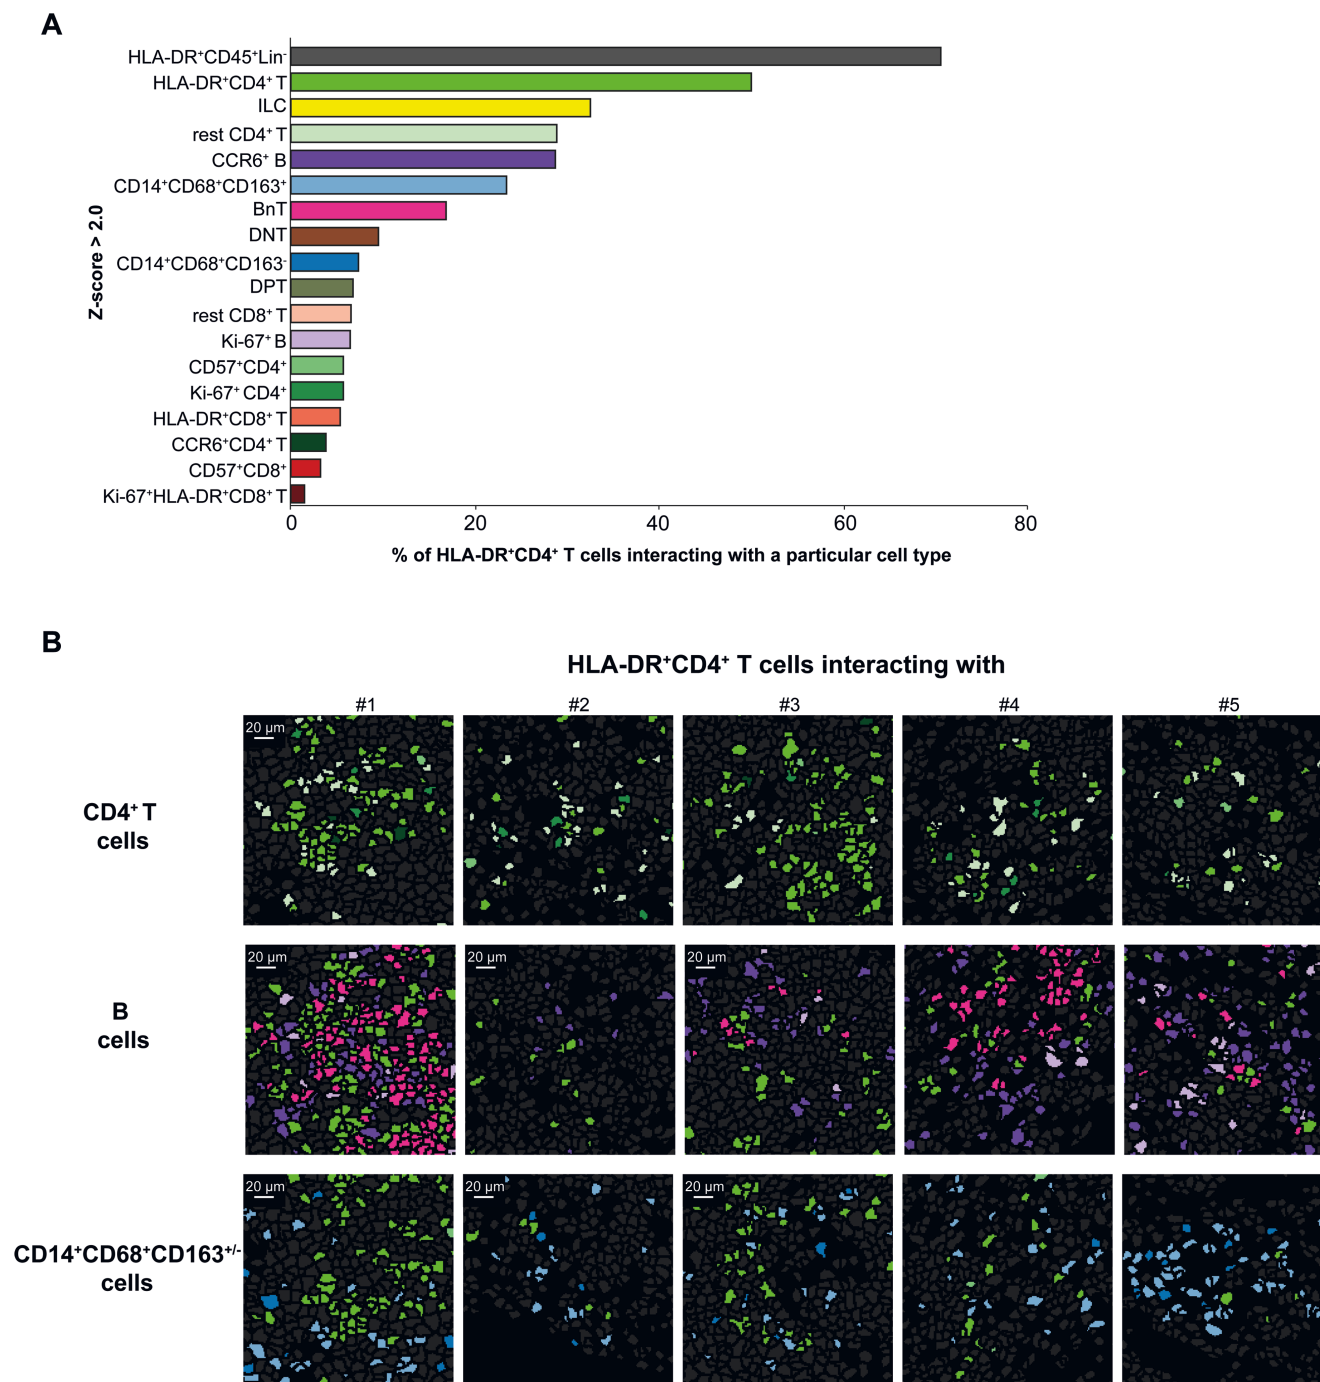 A
HLA-DR⁺CD45⁺Lin⁻
HLA-DR⁺CD4⁺ T
ILC
rest CD4⁺ T
CCR6⁺ B
CD14⁺CD68⁺CD163⁺
BnT
DNT
CD14⁺CD68⁺CD163⁻
DPT
rest CD8⁺ T
Ki-67⁺ B
CD57⁺CD4⁺
Ki-67⁺ CD4⁺
HLA-DR⁺CD8⁺ T
CCR6⁺CD4⁺ T
CD57⁺CD8⁺
Ki-67⁺HLA-DR⁺CD8⁺ T
Z-score > 2.0
0 20 40 60 80
% of HLA-DR⁺CD4⁺ T cells interacting with a particular cell type
B
HLA-DR⁺CD4⁺ T cells interacting with
#1 #2 #3 #4 #5
20 µm
CD4⁺ T
cells
20 µm 20 µm 20 µm
B
cells
20 µm 20 µm 20 µm
CD14⁺CD68⁺CD163⁺/⁻
cells